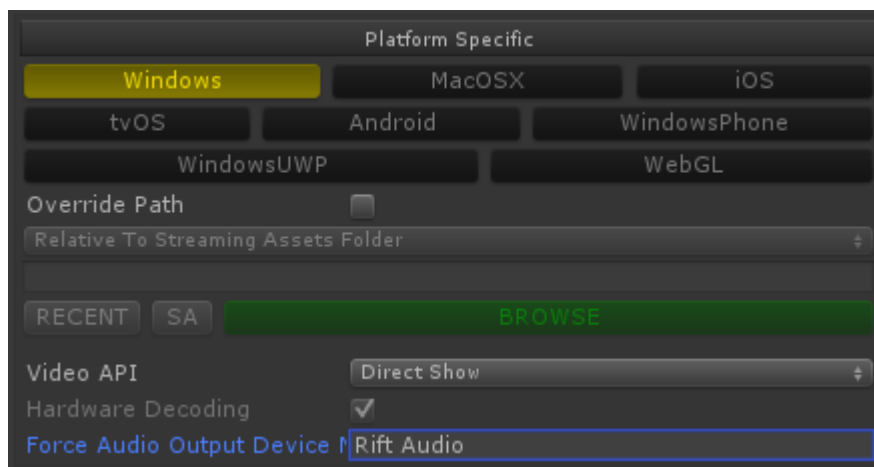 Platform Specific
Windows MacOSX iOS
tvOS Android WindowsPhone
WindowsUWP WebGL
Override Path
Relative To Streaming Assets Folder
RECENT SA BROWSE
Video API Direct Show
Hardware Decoding
Force Audio Output Device Rift Audio